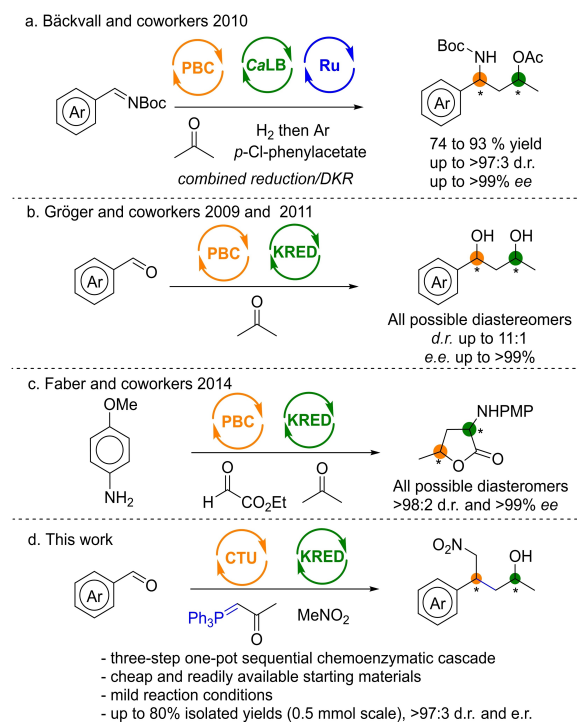 a. Bäckvall and coworkers 2010
PBC CaLB Ru
Ar NBoc
O
H2 then Ar
p-Cl-phenylacetate
combined reduction/DKR
Boc NH OAc
Ar * *
74 to 93 % yield
up to >97:3 d.r.
up to >99% ee
b. Gröger and coworkers 2009 and 2011
PBC KRED
Ar O
O
OH OH
Ar * *
All possible diastereomers
d.r. up to 11:1
e.e. up to >99%
c. Faber and coworkers 2014
OMe
NH2
PBC KRED
O
H CO2Et
O
NHPMP
* *
O O
All possible diasteromers
>98:2 d.r. and >99% ee
d. This work
CTU KRED
Ar O
Ph3P O
MeNO2
O2N OH
Ar * *
- three-step one-pot sequential chemoenzymatic cascade
- cheap and readily available starting materials
- mild reaction conditions
- up to 80% isolated yields (0.5 mmol scale), >97:3 d.r. and e.r.